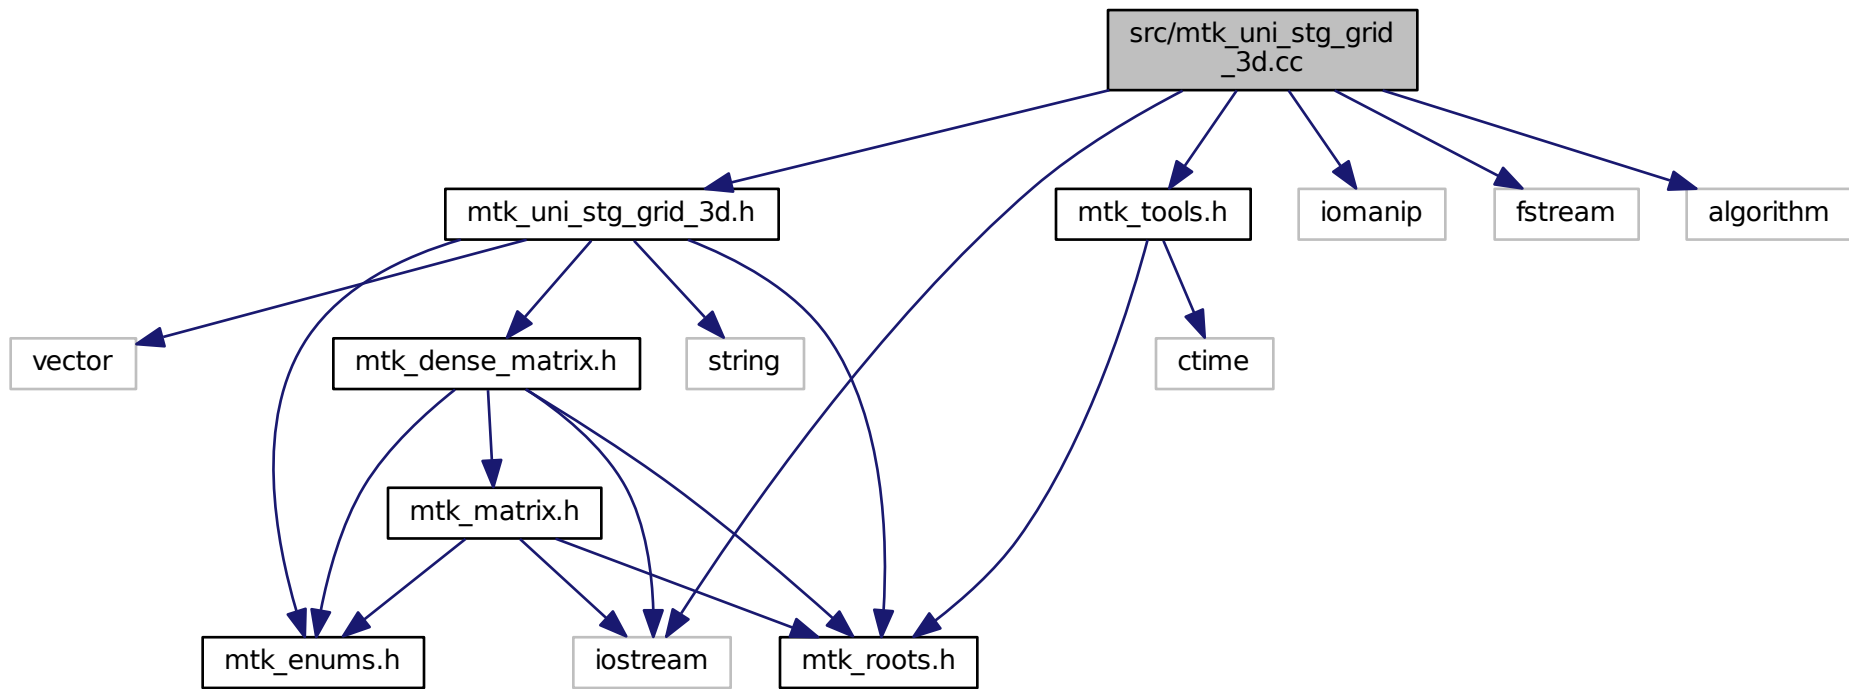 src/mtk_uni_stg_grid
_3d.cc
mtk_uni_stg_grid_3d.h
mtk_tools.h
iomanip
fstream
algorithm
vector
mtk_dense_matrix.h
string
ctime
mtk_matrix.h
mtk_enums.h
iostream
mtk_roots.h